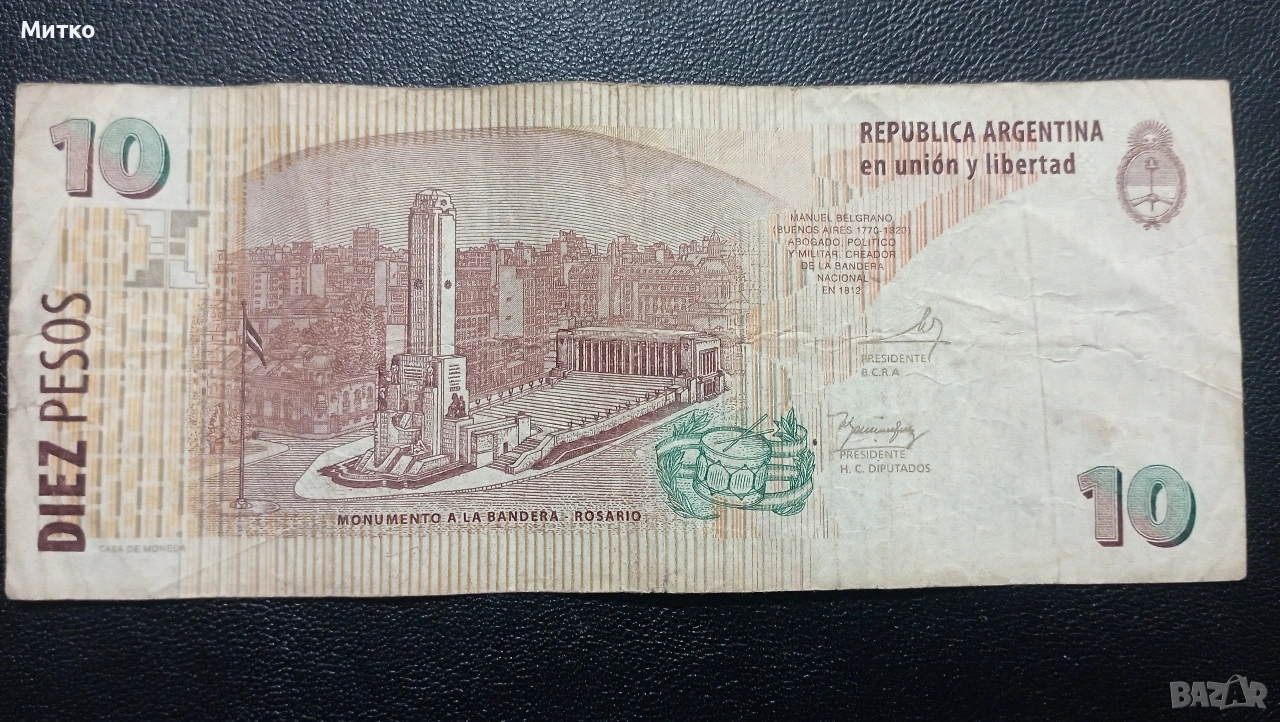 Митко
10
REPUBLICA ARGENTINA
en unión y libertad
MANUEL BELGRANO
(BUENOS AIRES 1770-1820)
ABOGADO, POLITICO
Y MILITAR. CREADOR
DE LA BANDERA
NACIONAL
EN 1812
PRESIDENTE
B.C.R.A.
PRESIDENTE
H. C. DIPUTADOS
DIEZ PESOS
MONUMENTO A LA BANDERA - ROSARIO
CASA DE MONEDA
10
BAZAR